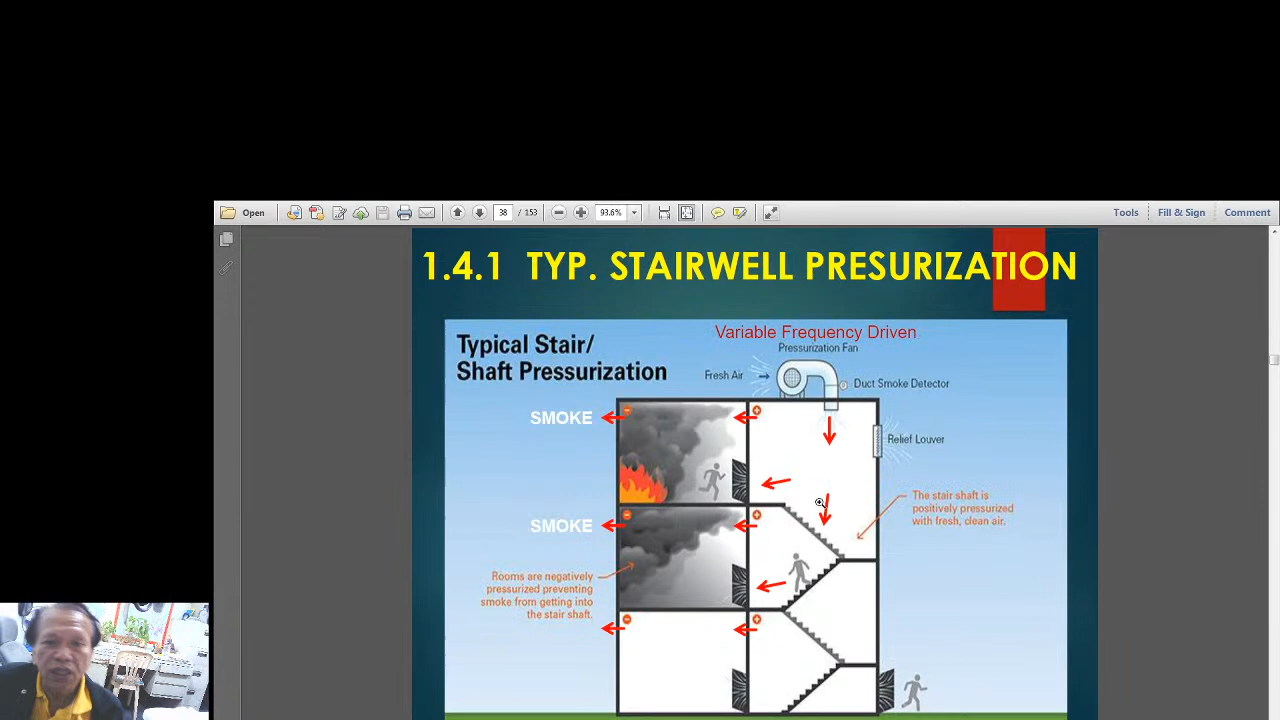 Open
38
/ 153
93.6%
Tools
Fill & Sign
Comment
1.4.1 TYP. STAIRWELL PRESURIZATION
Typical Stair/
Shaft Pressurization
Variable Frequency Driven
Pressurization Fan
Fresh Air
Duct Smoke Detector
SMOKE
Relief Louver
The stair shaft is
positively pressurized
with fresh, clean air.
SMOKE
Rooms are negatively
pressurized preventing
smoke from getting into
the stair shaft.